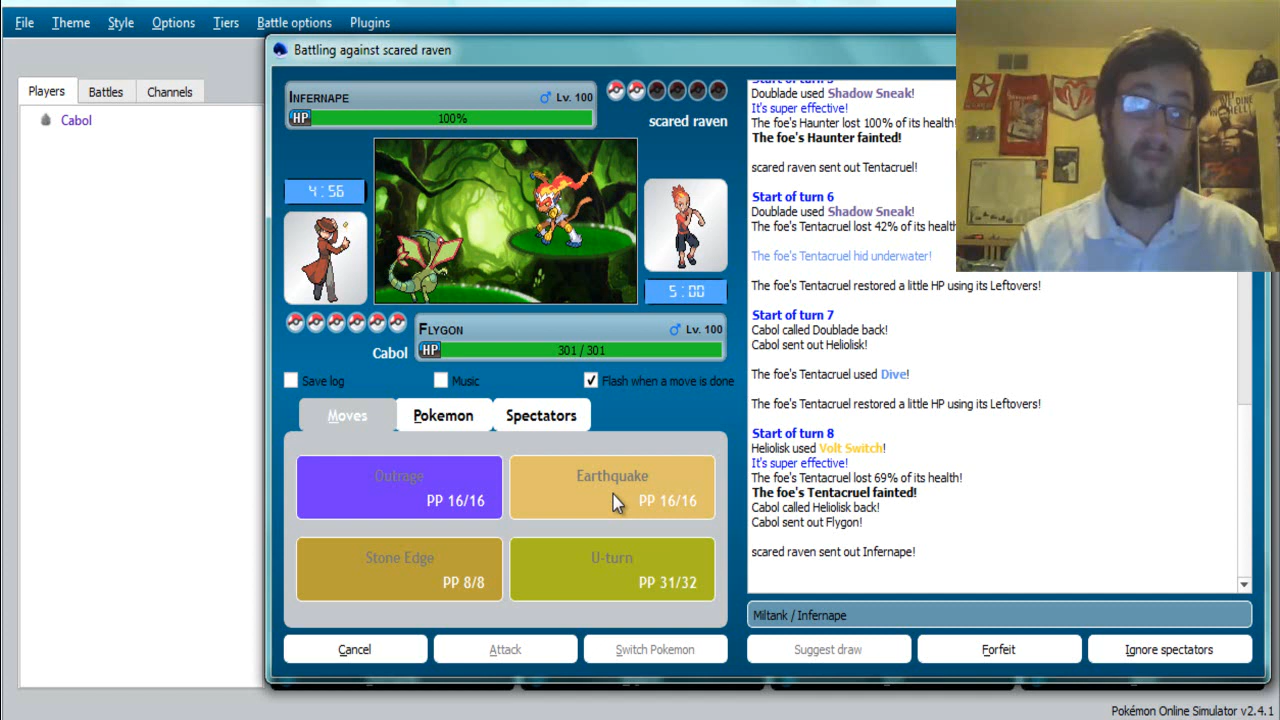 File Theme Style Options Tiers Battle options Plugins
Battling against scared raven
Players Battles Channels
Cabol
INFERNAPE ♂ Lv. 100
HP 100%
scared raven
4:56
5:00
FLYGON ♂ Lv. 100
Cabol
HP 301 / 301
Save log Music Flash when a move is done
Moves Pokemon Spectators
Outrage
PP 16/16
Earthquake
PP 16/16
Stone Edge
PP 8/8
U-turn
PP 31/32
Cancel Attack Switch Pokemon
Doublade used Shadow Sneak!
It's super effective!
The foe's Haunter lost 100% of its health!
The foe's Haunter fainted!
scared raven sent out Tentacruel!
Start of turn 6
Doublade used Shadow Sneak!
The foe's Tentacruel lost 42% of its health
The foe's Tentacruel hid underwater!
The foe's Tentacruel restored a little HP using its Leftovers!
Start of turn 7
Cabol called Doublade back!
Cabol sent out Heliolisk!
The foe's Tentacruel used Dive!
The foe's Tentacruel restored a little HP using its Leftovers!
Start of turn 8
Heliolisk used Volt Switch!
It's super effective!
The foe's Tentacruel lost 69% of its health!
The foe's Tentacruel fainted!
Cabol called Heliolisk back!
Cabol sent out Flygon!
scared raven sent out Infernape!
Miltank / Infernape
Suggest draw Forfeit Ignore spectators
Pokémon Online Simulator v2.4.1